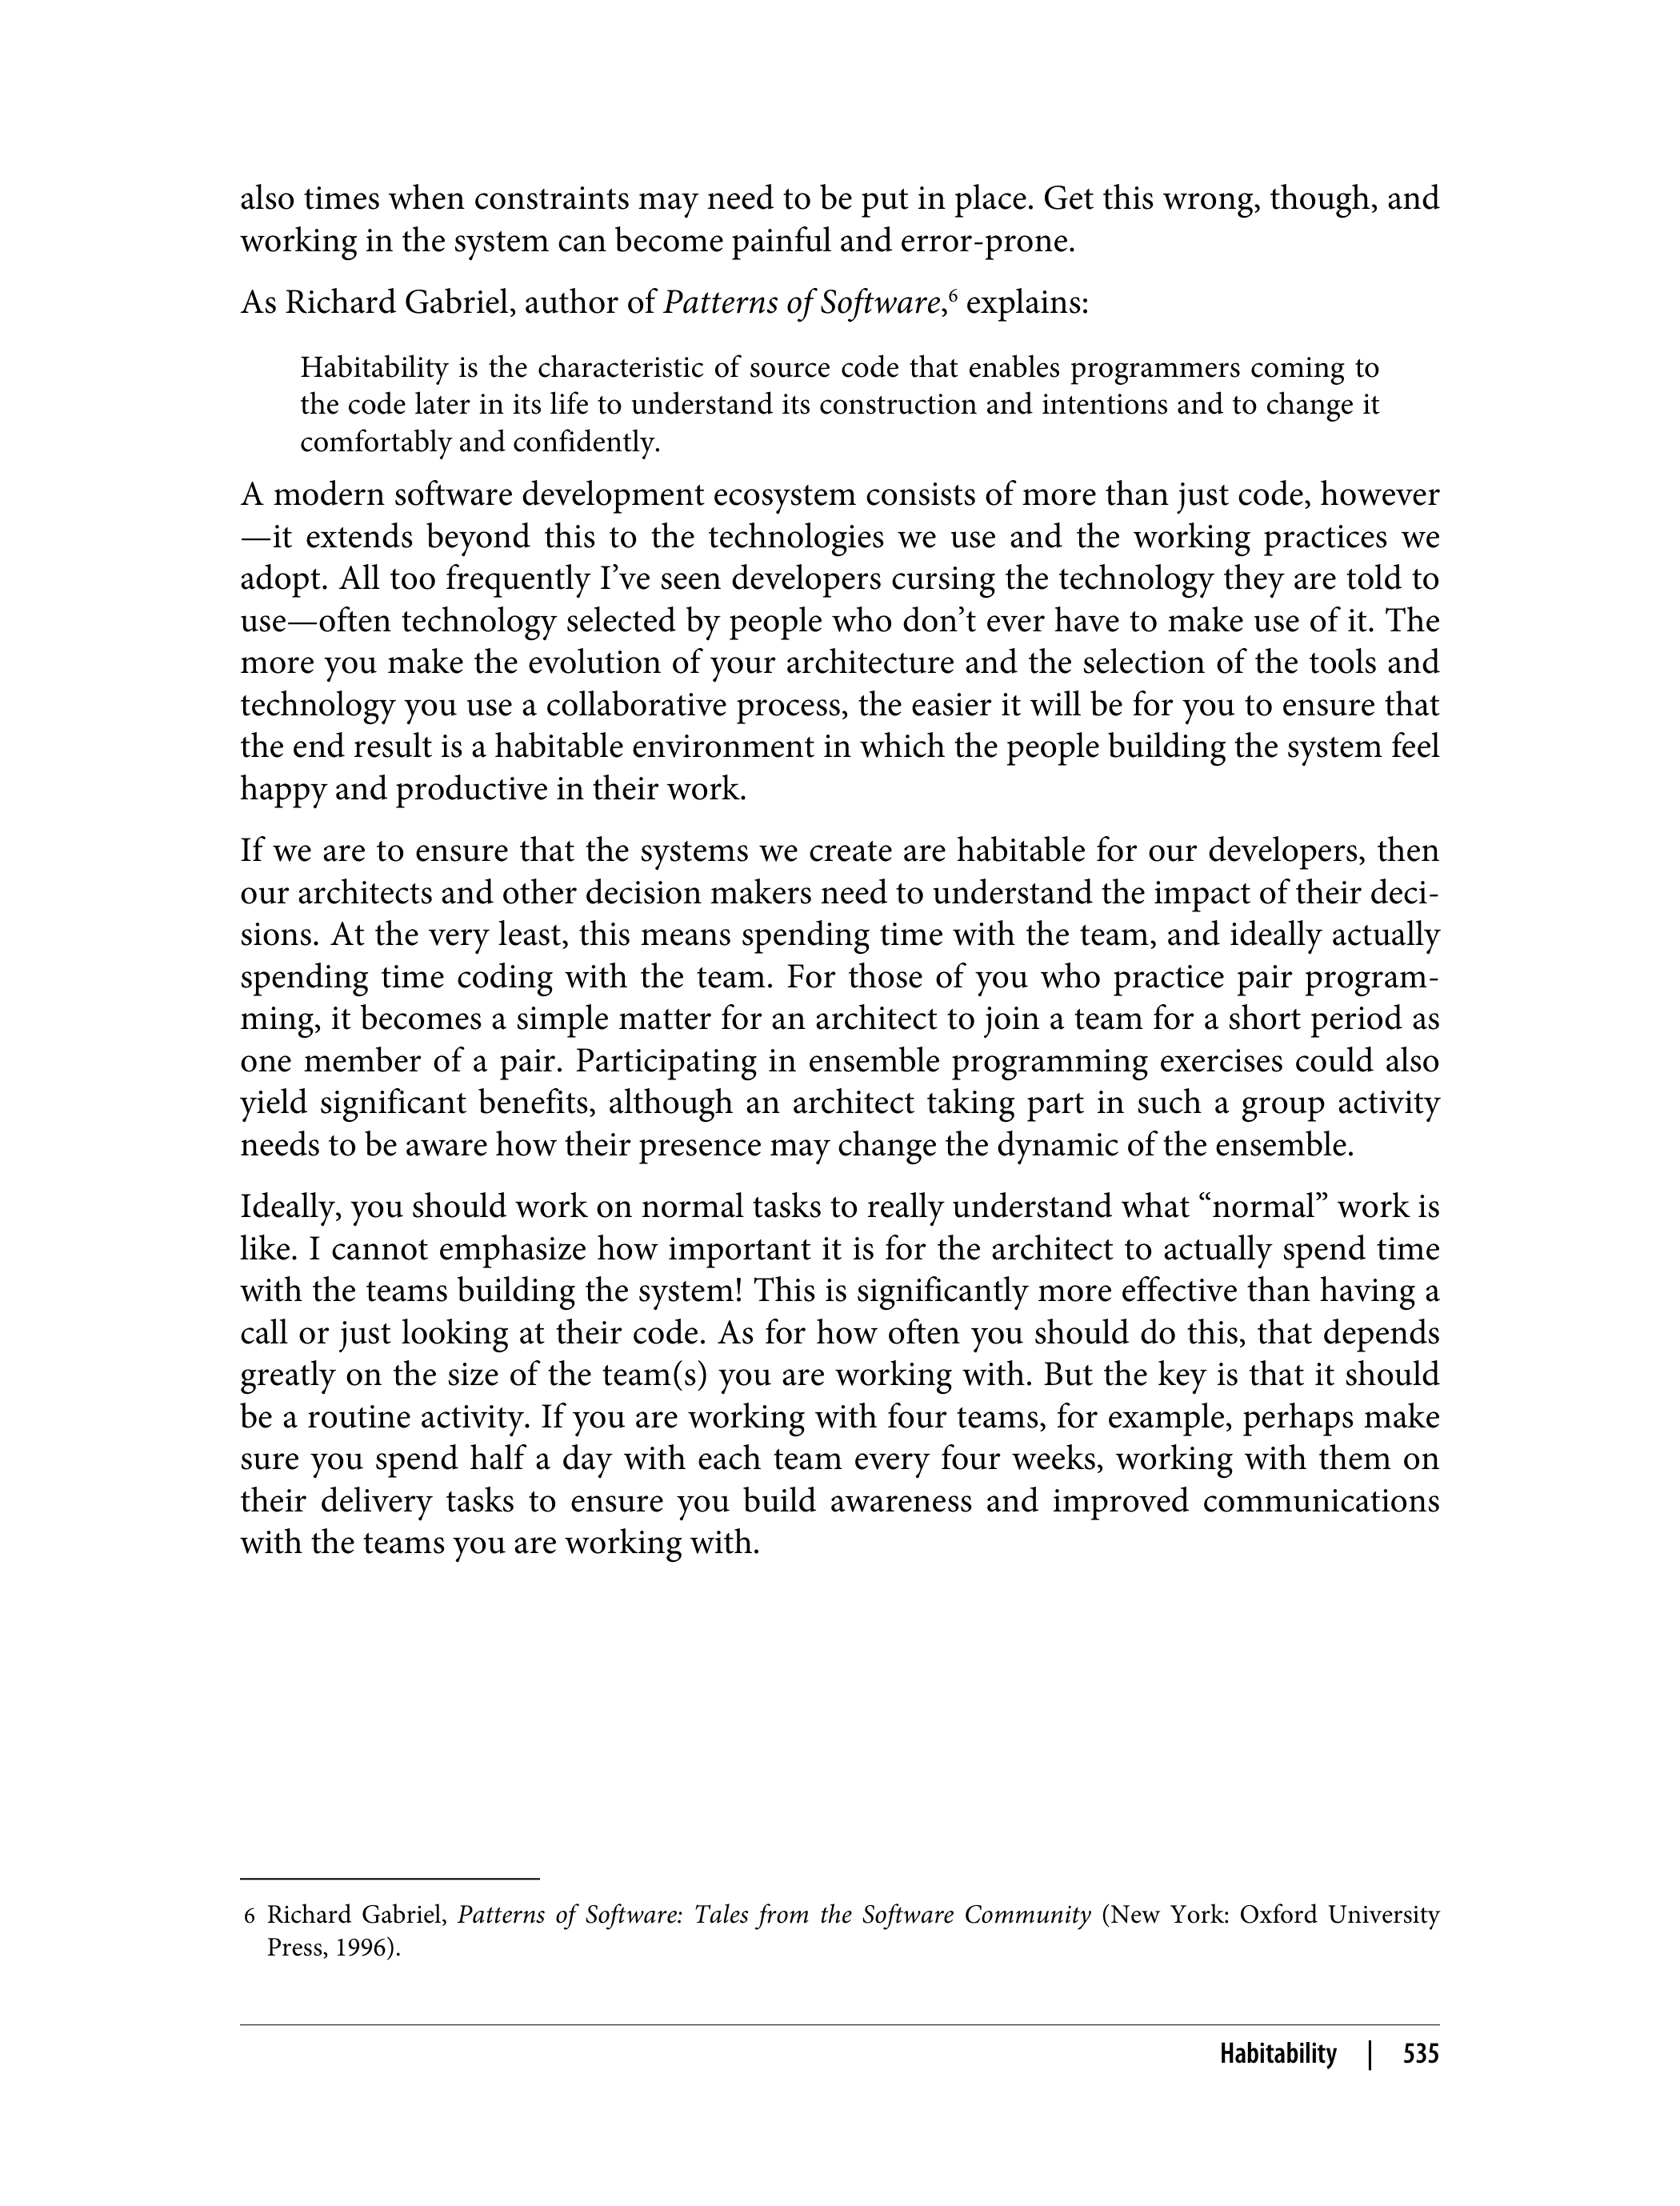 also times when constraints may need to be put in place. Get this wrong, though, and
working in the system can become painful and error-prone.
As Richard Gabriel, author of Patterns of Software,6 explains:
Habitability is the characteristic of source code that enables programmers coming to
the code later in its life to understand its construction and intentions and to change it
comfortably and confidently.
A modern software development ecosystem consists of more than just code, however
—it extends beyond this to the technologies we use and the working practices we
adopt. All too frequently I’ve seen developers cursing the technology they are told to
use—often technology selected by people who don’t ever have to make use of it. The
more you make the evolution of your architecture and the selection of the tools and
technology you use a collaborative process, the easier it will be for you to ensure that
the end result is a habitable environment in which the people building the system feel
happy and productive in their work.
If we are to ensure that the systems we create are habitable for our developers, then
our architects and other decision makers need to understand the impact of their deci-
sions. At the very least, this means spending time with the team, and ideally actually
spending time coding with the team. For those of you who practice pair program-
ming, it becomes a simple matter for an architect to join a team for a short period as
one member of a pair. Participating in ensemble programming exercises could also
yield significant benefits, although an architect taking part in such a group activity
needs to be aware how their presence may change the dynamic of the ensemble.
Ideally, you should work on normal tasks to really understand what “normal” work is
like. I cannot emphasize how important it is for the architect to actually spend time
with the teams building the system! This is significantly more effective than having a
call or just looking at their code. As for how often you should do this, that depends
greatly on the size of the team(s) you are working with. But the key is that it should
be a routine activity. If you are working with four teams, for example, perhaps make
sure you spend half a day with each team every four weeks, working with them on
their delivery tasks to ensure you build awareness and improved communications
with the teams you are working with.
6 Richard Gabriel, Patterns of Software: Tales from the Software Community (New York: Oxford University
Press, 1996).
Habitability | 535